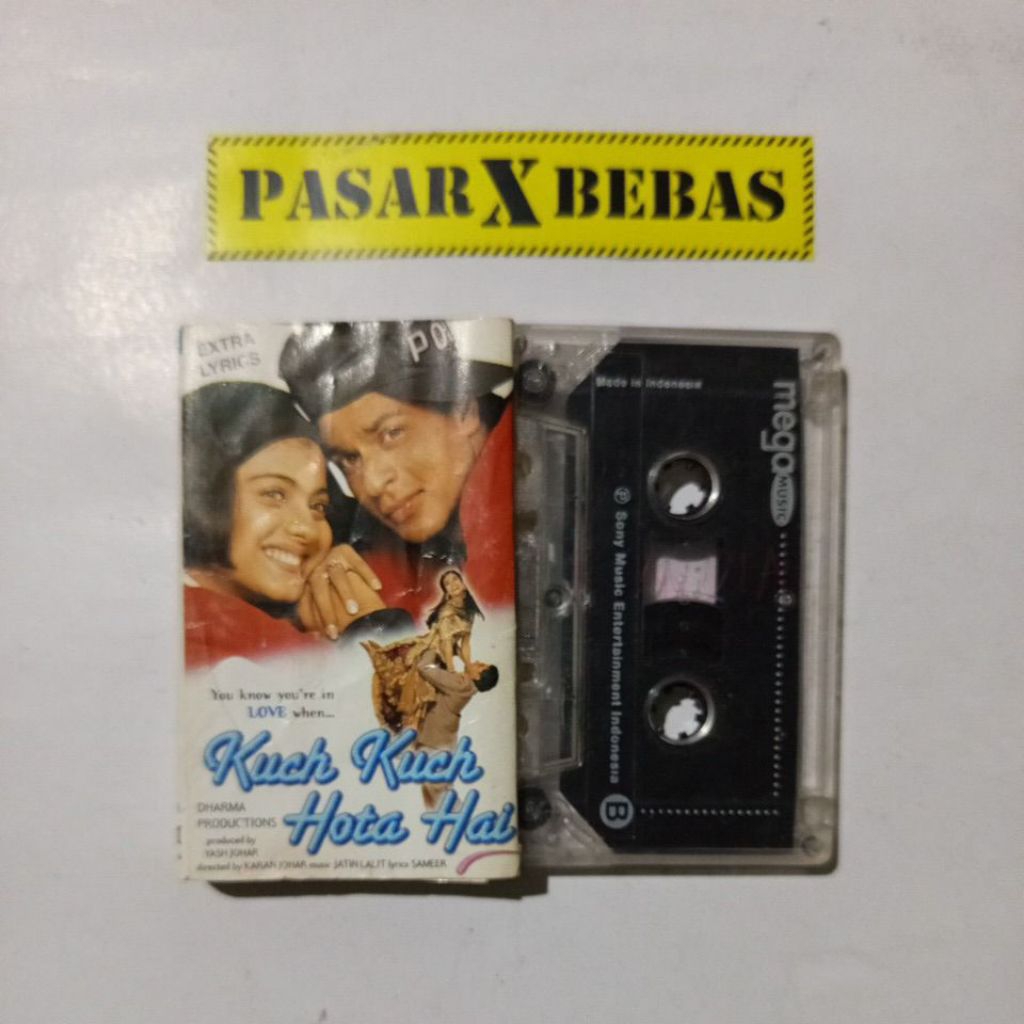 PASAR X BEBAS
EXTRA
LYRICS
You know you're in
LOVE when...
Kuch Kuch
Hota Hai
DHARMA
PRODUCTIONS
produced by
YASH JOHAR
directed by KARAN JOHAR music JATIN LALIT lyrics SAMEER
Made in Indonesia
mega MUSIC
℗ Sony Music Entertainment Indonesia
B